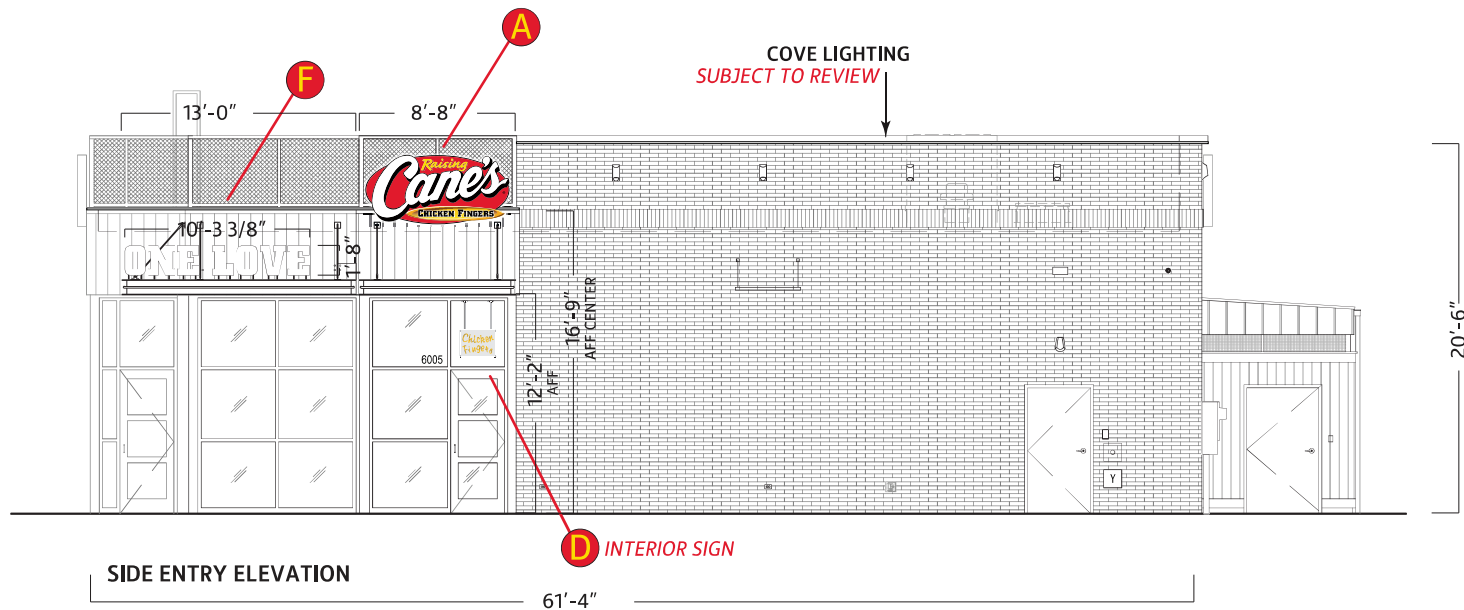 A
F
COVE LIGHTING
SUBJECT TO REVIEW
13'-0"
8'-8"
Raising
Cane's
CHICKEN FINGERS
10'-3 3/8"
ONE LOVE
1'-8"
16'-9"
AFF CENTER
20'-6"
Chicken
Fingers
6005
12'-2"
AFF
Y
D
INTERIOR SIGN
SIDE ENTRY ELEVATION
61'-4"